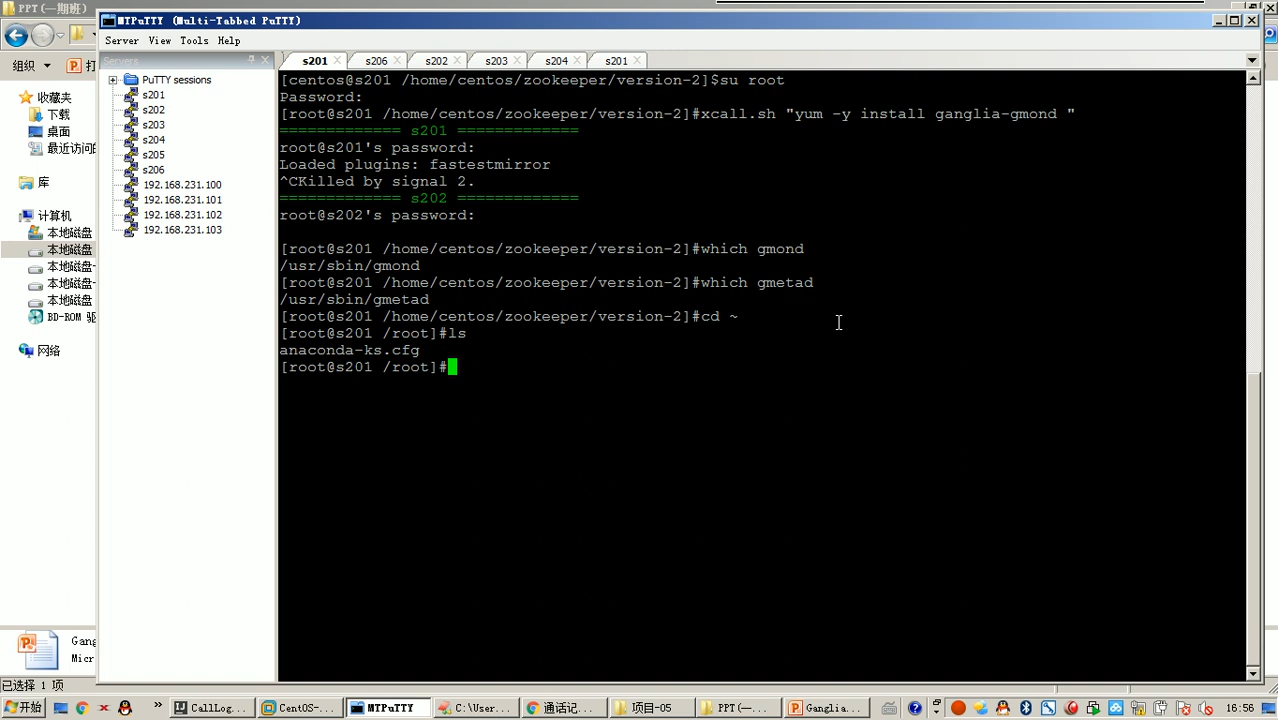 PPT(一期班)
MTPuTTY (Multi-Tabbed PuTTY)
Server View Tools Help
Servers
s201 s206 s202 s203 s204 s201
组织 打
收藏夹
下载
桌面
最近访问的
库
计算机
本地磁盘
本地磁盘
本地磁盘
本地磁盘
本地磁盘
BD-ROM 驱
网络
PuTTY sessions
s201
s202
s203
s204
s205
s206
192.168.231.100
192.168.231.101
192.168.231.102
192.168.231.103
[centos@s201 /home/centos/zookeeper/version-2]$su root
Password:
[root@s201 /home/centos/zookeeper/version-2]#xcall.sh "yum -y install ganglia-gmond "
============= s201 =============
root@s201's password:
Loaded plugins: fastestmirror
^CKilled by signal 2.
============= s202 =============
root@s202's password:
[root@s201 /home/centos/zookeeper/version-2]#which gmond
/usr/sbin/gmond
[root@s201 /home/centos/zookeeper/version-2]#which gmetad
/usr/sbin/gmetad
[root@s201 /home/centos/zookeeper/version-2]#cd ~
[root@s201 /root]#ls
anaconda-ks.cfg
[root@s201 /root]#
Gang
Micr
已选择 1 项
开始 CallLog... CentOS-... MTPuTTY C:\User... 通话记... 项目-05 PPT(一... Ganglia... 16:56